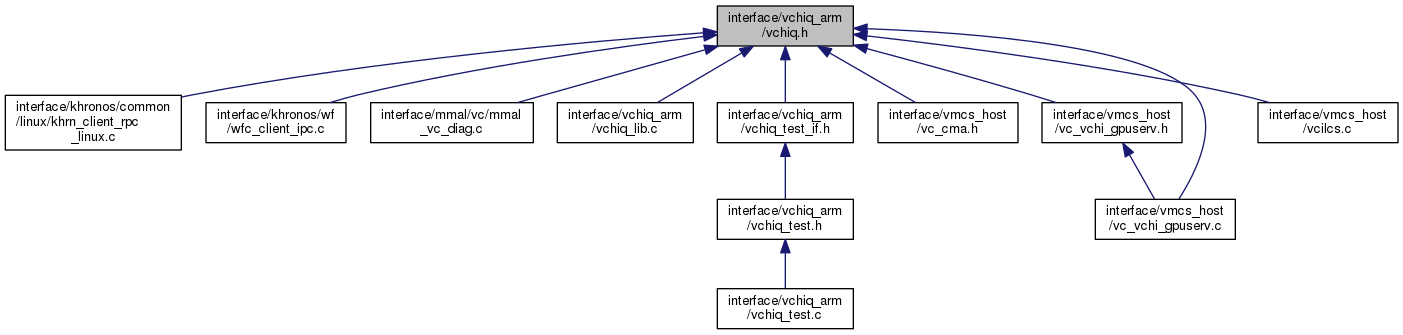 interface/vchiq_arm
/vchiq.h
interface/khronos/common
/linux/khrn_client_rpc
_linux.c
interface/khronos/wf
/wfc_client_ipc.c
interface/mmal/vc/mmal
_vc_diag.c
interface/vchiq_arm
/vchiq_lib.c
interface/vchiq_arm
/vchiq_test_if.h
interface/vmcs_host
/vc_cma.h
interface/vmcs_host
/vc_vchi_gpuserv.h
interface/vmcs_host
/vcilcs.c
interface/vchiq_arm
/vchiq_test.h
interface/vmcs_host
/vc_vchi_gpuserv.c
interface/vchiq_arm
/vchiq_test.c